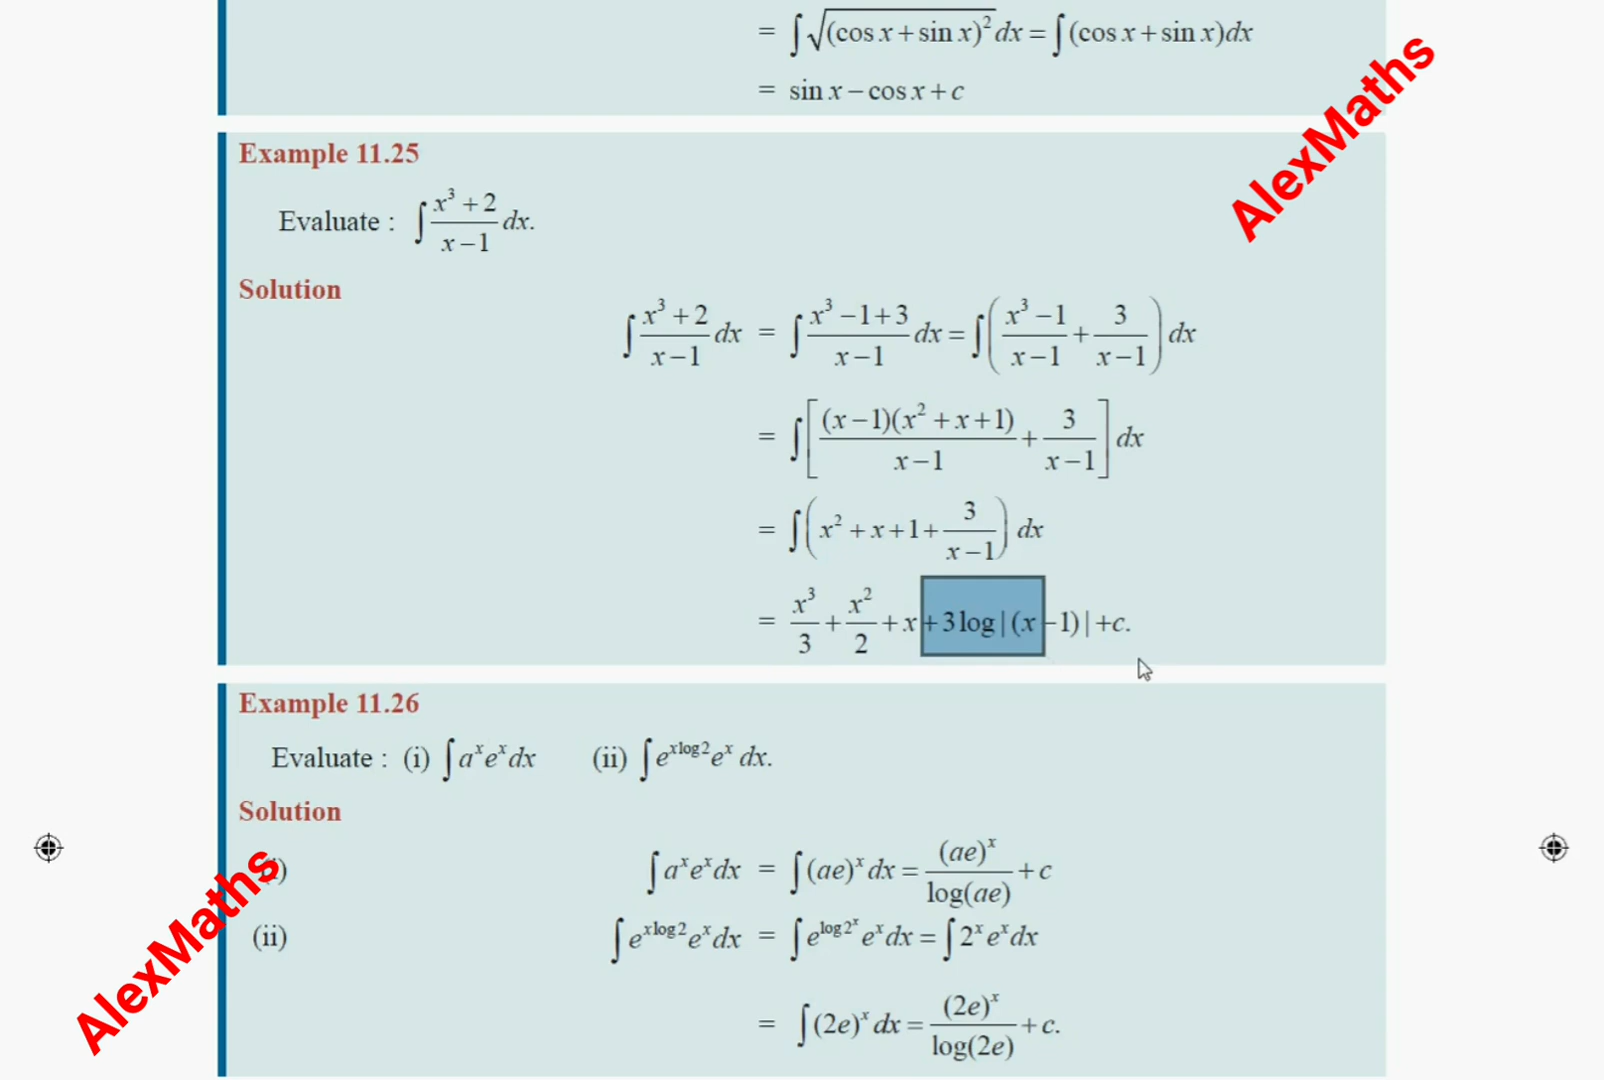 = ∫√(cos x + sin x)² dx = ∫(cos x + sin x)dx
= sin x − cos x + c
AlexMaths
Example 11.25
Evaluate : ∫ (x³ + 2)/(x − 1) dx.
Solution
∫ (x³ + 2)/(x − 1) dx = ∫ (x³ − 1 + 3)/(x − 1) dx = ∫ ( (x³ − 1)/(x − 1) + 3/(x − 1) ) dx
= ∫ [ (x − 1)(x² + x + 1)/(x − 1) + 3/(x − 1) ] dx
= ∫ ( x² + x + 1 + 3/(x − 1) ) dx
= x³/3 + x²/2 + x + 3 log | (x − 1) | + c.
Example 11.26
Evaluate : (i) ∫ aˣeˣ dx (ii) ∫ e^(x log 2) eˣ dx.
Solution
(i) ∫ aˣeˣdx = ∫ (ae)ˣ dx = (ae)ˣ/log(ae) + c
(ii) ∫ e^(x log 2) eˣ dx = ∫ e^(log 2ˣ) eˣ dx = ∫ 2ˣ eˣ dx
= ∫ (2e)ˣ dx = (2e)ˣ/log(2e) + c.
AlexMaths